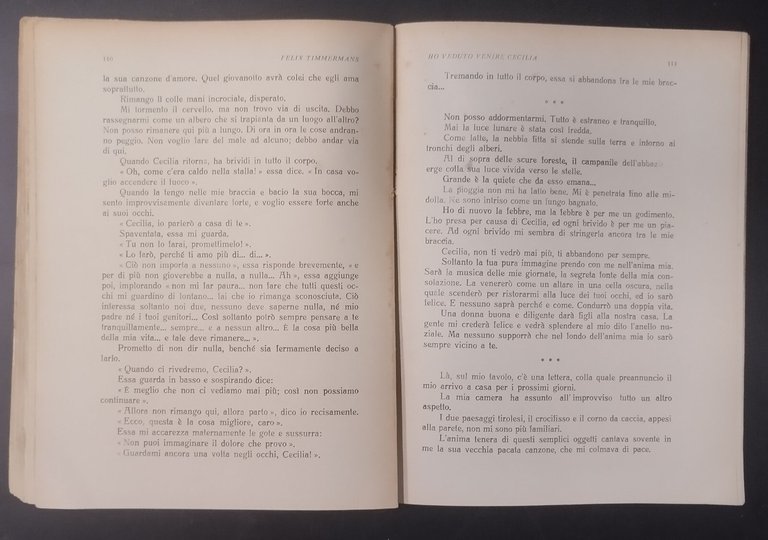 110
FELIX TIMMERMANS
la sua canzone d'amore. Quel giovanotto avrà colei che egli ama
soprattutto.
Rimango lì colle mani incrociate, disperato.
Mi tormento il cervello, ma non trovo via di uscita. Debbo
rassegnarmi come un albero che si trapianta da un luogo all'altro?
Non posso rimanere qui più a lungo. Di ora in ora le cose andran-
no peggio. Non voglio fare del male ad alcuno; debbo andar via
di qui.
Quando Cecilia ritorna, ha brividi in tutto il corpo.
« Oh, come c'era caldo nella stalla! » essa dice. « In casa vo-
glio accendere il fuoco ».
Quando la tengo nelle mie braccia e bacio la sua bocca, mi
sento improvvisamente diventare forte, e voglio essere forte anche
ai suoi occhi.
« Cecilia, io parlerò a casa di te ».
Spaventata, essa mi guarda.
« Tu non lo farai, promettimelo! ».
« Lo farò, perché ti amo più di... di... ».
« Ciò non importa a nessuno », essa risponde brevemente, « e
per di più non gioverebbe a nulla, a nulla... Ah », essa aggiunge
poi, implorando « non mi far paura... non fare che tutti questi oc-
chi mi guardino di lontano... fai che io rimanga sconosciuta. Ciò
interessa soltanto noi due, nessuno deve saperne nulla, né mio
padre né i tuoi genitori... Così soltanto potrò sempre pensare a te
tranquillamente... sempre... e a nessun altro... È la cosa più bella
della mia vita... e tale deve rimanere... ».
Prometto di non dir nulla, benché sia fermamente deciso a
farlo.
« Quando ci rivedremo, Cecilia? ».
Essa guarda in basso e sospirando dice:
« È meglio che non ci vediamo mai più; così non possiamo
continuare ».
« Allora non rimango qui, allora parto », dico io recisamente.
« Ecco, questa è la cosa migliore, caro ».
Essa mi accarezza maternamente le gote e sussurra:
« Non puoi immaginare il dolore che provo ».
« Guardami ancora una volta negli occhi, Cecilia! ».
HO VEDUTO VENIRE CECILIA
111
Tremando in tutto il corpo, essa si abbandona tra le mie brac-
cia...
* * *
Non posso addormentarmi. Tutto è estraneo e tranquillo.
Mai la luce lunare è stata così fredda.
Come latte, la nebbia fitta si stende sulla terra e intorno ai
tronchi degli alberi.
Al di sopra delle scure foreste, il campanile dell'abbaz
erge colla sua luce vivida verso le stelle.
Grande è la quiete che da esso emana...
La pioggia non mi ha fatto bene. Mi è penetrata fino alle mi-
dolla. Ne sono intriso come un fungo bagnato.
Ho di nuovo la febbre, ma la febbre è per me un godimento.
L'ho presa per causa di Cecilia, ed ogni brivido è per me un pia-
cere. Ad ogni brivido mi sembra di stringerla ancora tra le mie
braccia.
Cecilia, non ti vedrò mai più, ti abbandono per sempre.
Soltanto la tua pura immagine prendo con me nell'anima mia.
Sarà la musica delle mie giornate, la segreta fonte della mia con-
solazione. La venererò come un altare in una cella oscura, nella
quale scenderò per ristorarmi alla luce dei tuoi occhi, ed io sarò
felice. E nessuno saprà perché e come. Condurrò una doppia vita.
Una donna buona e diligente darà figli alla nostra casa. La
gente mi crederà felice e vedrà splendere al mio dito l'anello nu-
ziale. Ma nessuno supporrà che nel fondo dell'anima mia io sarò
sempre vicino a te.
* * *
Là, sul mio tavolo, c'è una lettera, colla quale preannuncio il
mio arrivo a casa per i prossimi giorni.
La mia camera ha assunto all'improvviso tutto un altro
aspetto.
I due paesaggi tirolesi, il crocifisso e il corno da caccia, appesi
alla parete, non mi sono più familiari.
L'anima tenera di questi semplici oggetti cantava sovente in
me la sua vecchia pacata canzone, che mi colmava di pace.